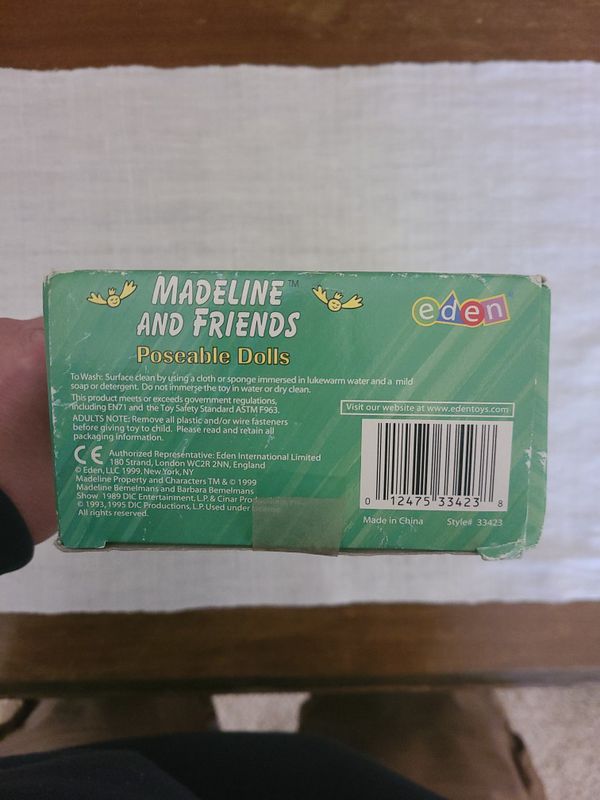 MADELINE™
AND FRIENDS
Poseable Dolls
eden
To Wash: Surface clean by using a cloth or sponge immersed in lukewarm water and a mild
soap or detergent. Do not immerse the toy in water or dry clean.
This product meets or exceeds government regulations,
including EN71 and the Toy Safety Standard ASTM F963.
ADULTS NOTE: Remove all plastic and/or wire fasteners
before giving toy to child. Please read and retain all
packaging information.
CE Authorized Representative: Eden International Limited
180 Strand, London WC2R 2NN, England
© Eden, LLC 1999, New York, NY
Madeline Property and Characters TM & © 1999
Madeline Bemelmans and Barbara Bemelmans
Show 1989 DIC Entertainment, L.P. & Cinar
© 1993, 1995 DIC Productions, L.P. Used under
All rights reserved.
Visit our website at www.edentoys.com
0 12475 33423 8
Made in China Style# 33423